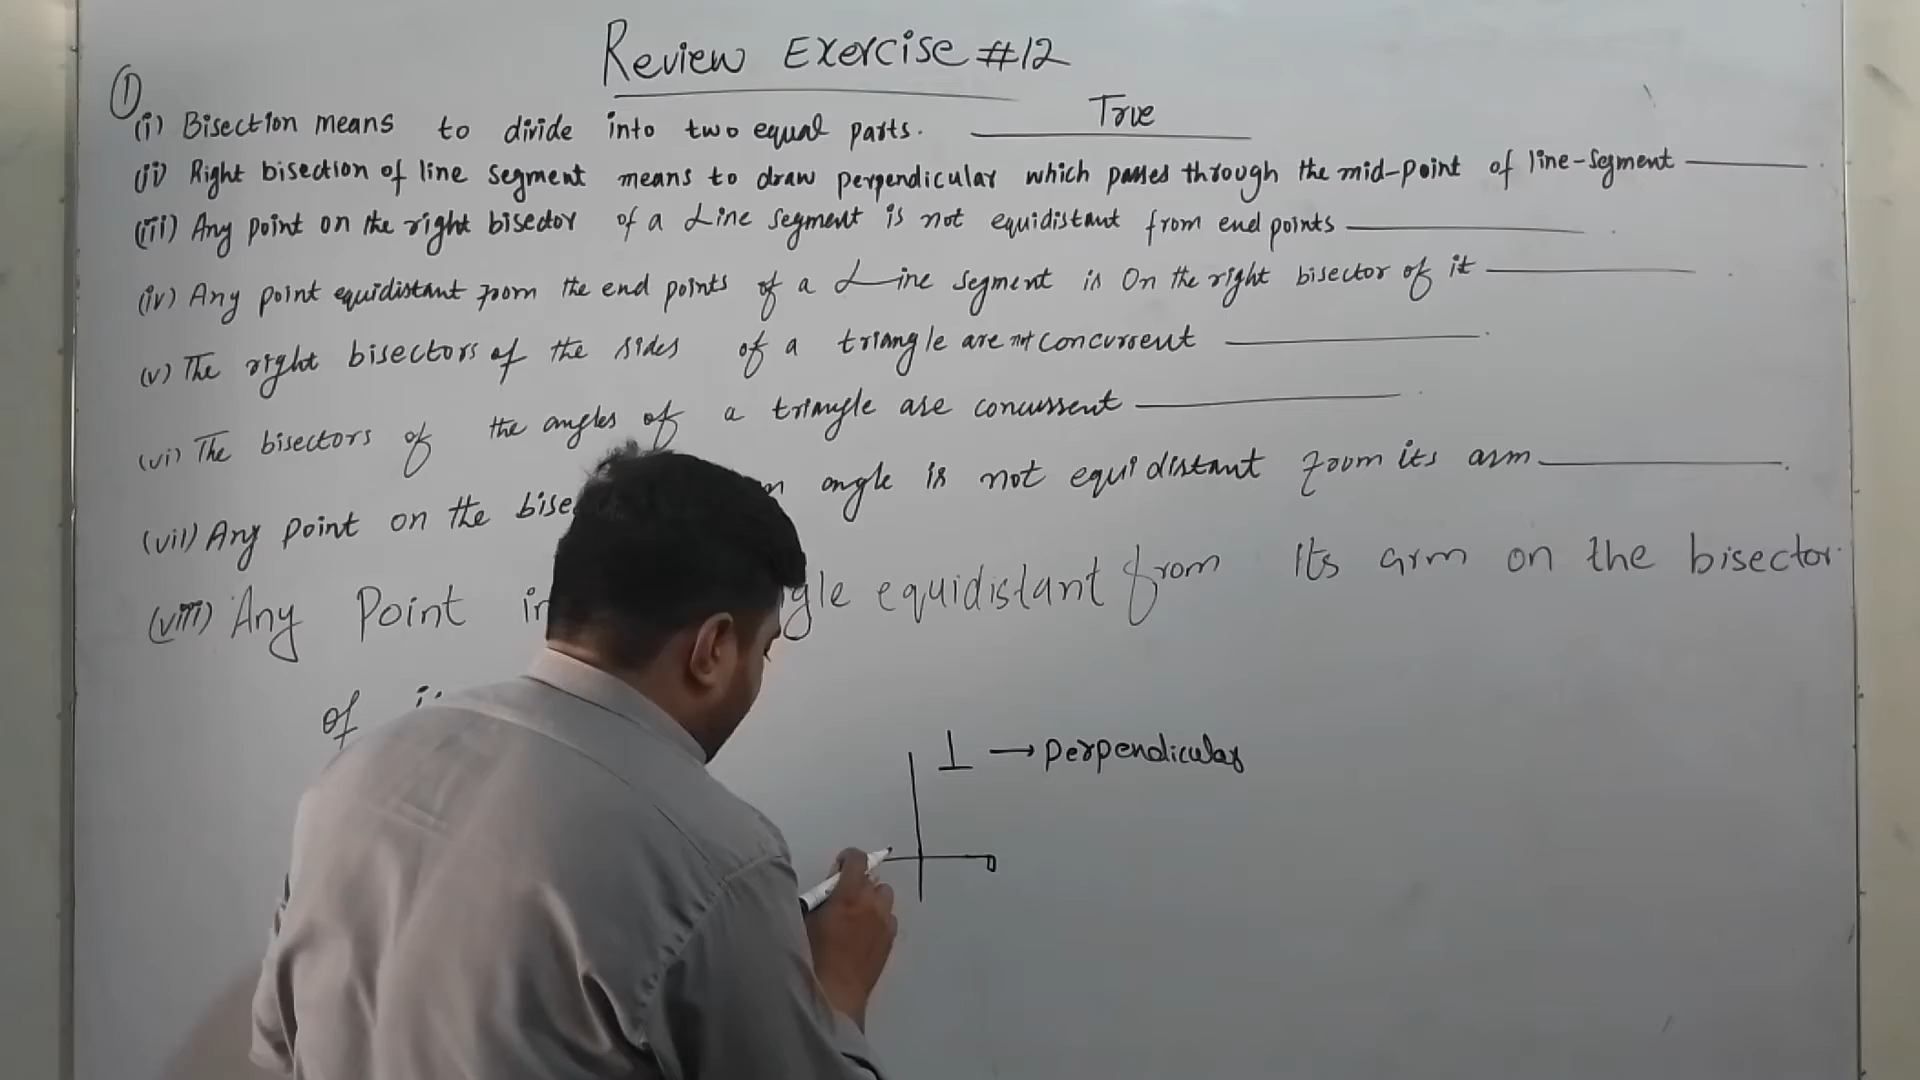 Review Exercise #12
①
(i) Bisection means to divide into two equal parts. True
(ii) Right bisection of line segment means to draw perpendicular which passes through the mid-point of line-segment
(iii) Any point on the right bisector of a Line segment is not equidistant from end points
(iv) Any point equidistant from the end points of a Line segment is On the right bisector of it
(v) The right bisectors of the sides of a triangle are not concurrent
(vi) The bisectors of the angles of a triangle are concurrent
(vii) Any point on the bise angle is not equidistant from its arm
(viii) Any Point in gle equidistant from Its arm on the bisector.
of
⊥ → perpendicular